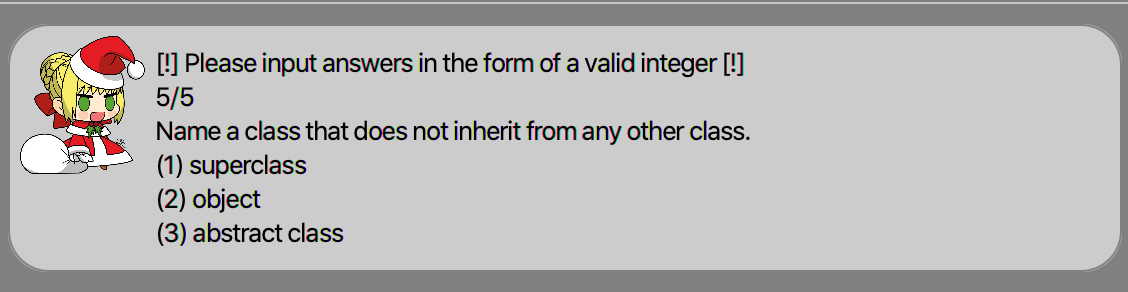 [!] Please input answers in the form of a valid integer [!]
5/5
Name a class that does not inherit from any other class.
(1) superclass
(2) object
(3) abstract class